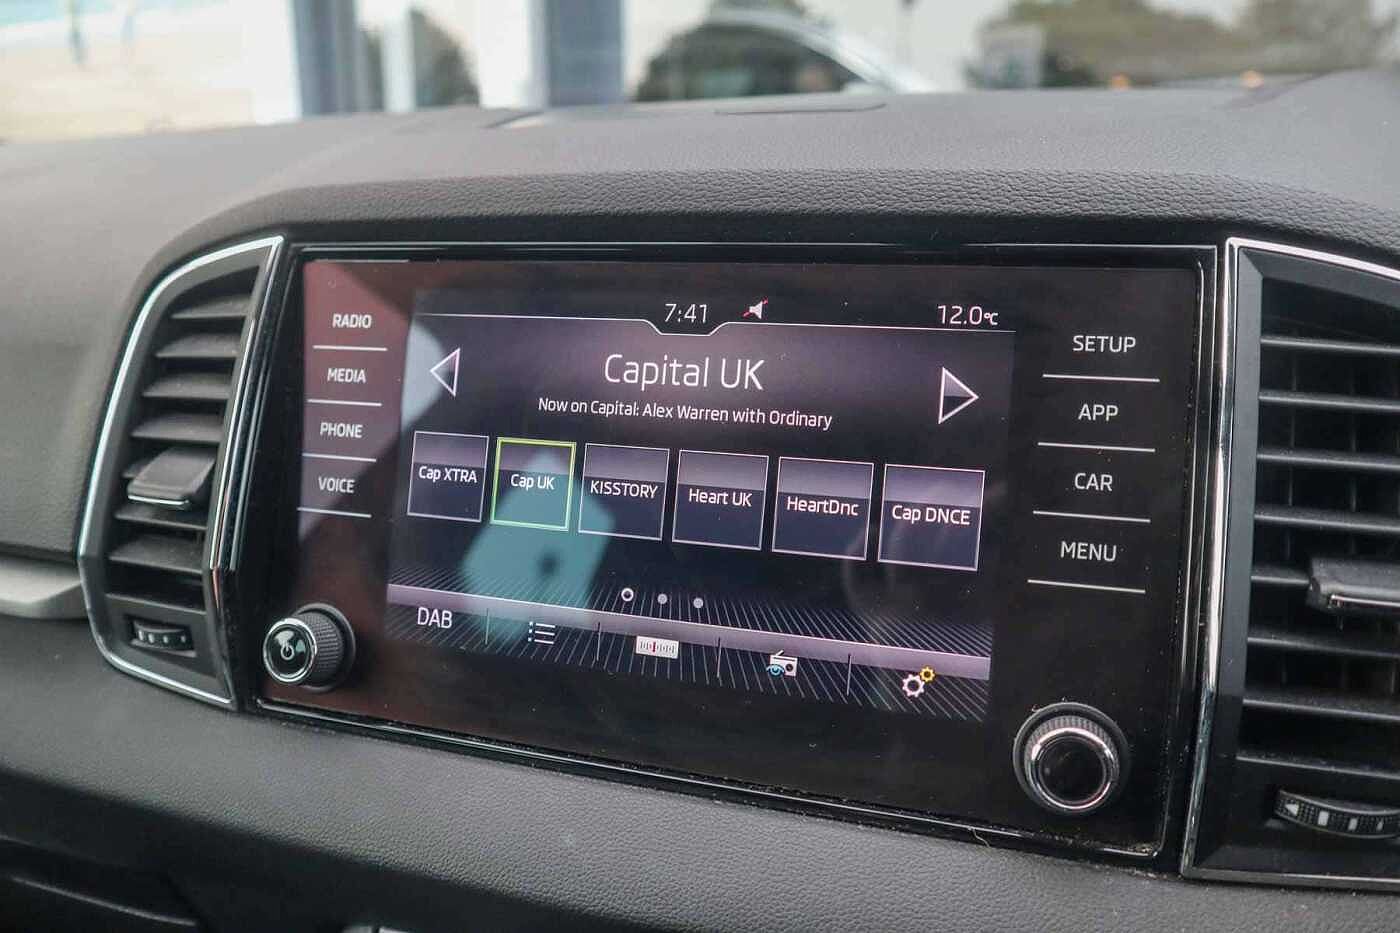 7:41
12.0°C
RADIO
MEDIA
PHONE
VOICE
Capital UK
Now on Capital: Alex Warren with Ordinary
Cap XTRA
Cap UK
KISSTORY
Heart UK
HeartDnc
Cap DNCE
DAB
SETUP
APP
CAR
MENU